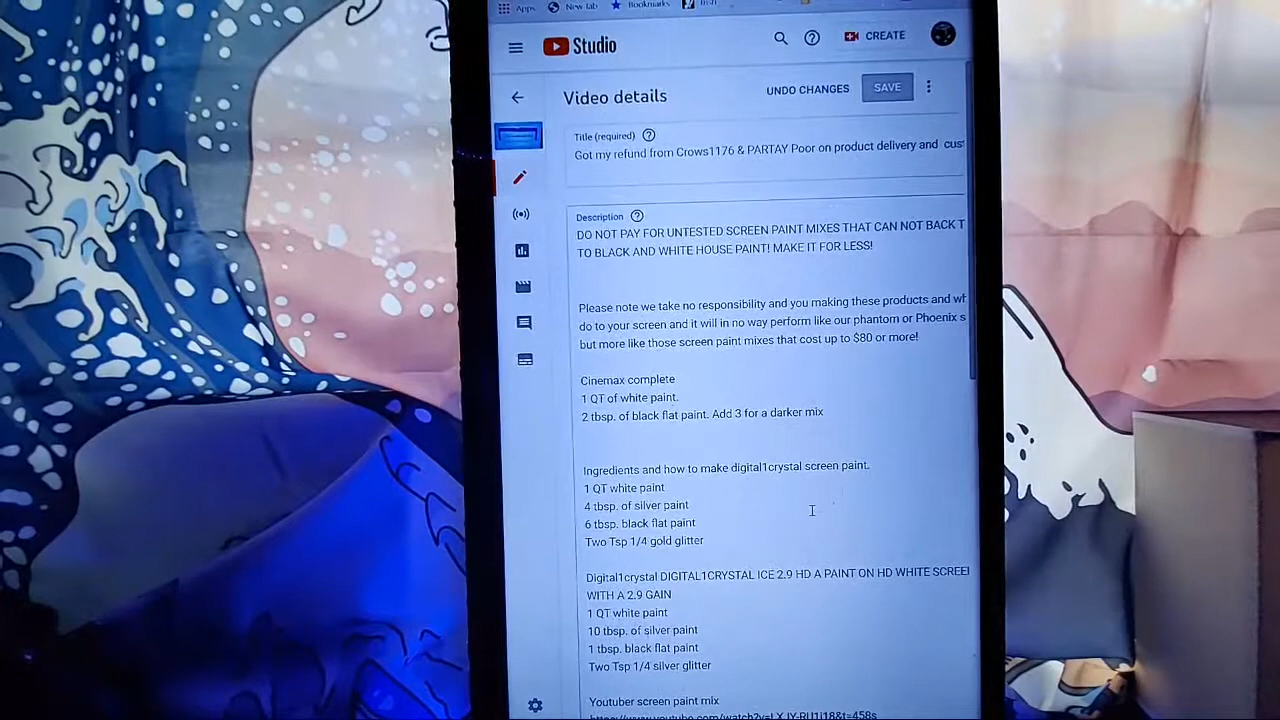 Apps New tab Bookmarks
Studio
CREATE
Video details
UNDO CHANGES
SAVE
Title (required)
Got my refund from Crows1176 & PARTAY Poor on product delivery and cus
Description
DO NOT PAY FOR UNTESTED SCREEN PAINT MIXES THAT CAN NOT BACK T
TO BLACK AND WHITE HOUSE PAINT! MAKE IT FOR LESS!
Please note we take no responsibility and you making these products and wh
do to your screen and it will in no way perform like our phantom or Phoenix s
but more like those screen paint mixes that cost up to $80 or more!
Cinemax complete
1 QT of white paint.
2 tbsp. of black flat paint. Add 3 for a darker mix
Ingredients and how to make digital1crystal screen paint.
1 QT white paint
4 tbsp. of silver paint
6 tbsp. black flat paint
Two Tsp 1/4 gold glitter
Digital1crystal DIGITAL1CRYSTAL ICE 2.9 HD A PAINT ON HD WHITE SCREE
WITH A 2.9 GAIN
1 QT white paint
10 tbsp. of silver paint
1 tbsp. black flat paint
Two Tsp 1/4 silver glitter
Youtuber screen paint mix